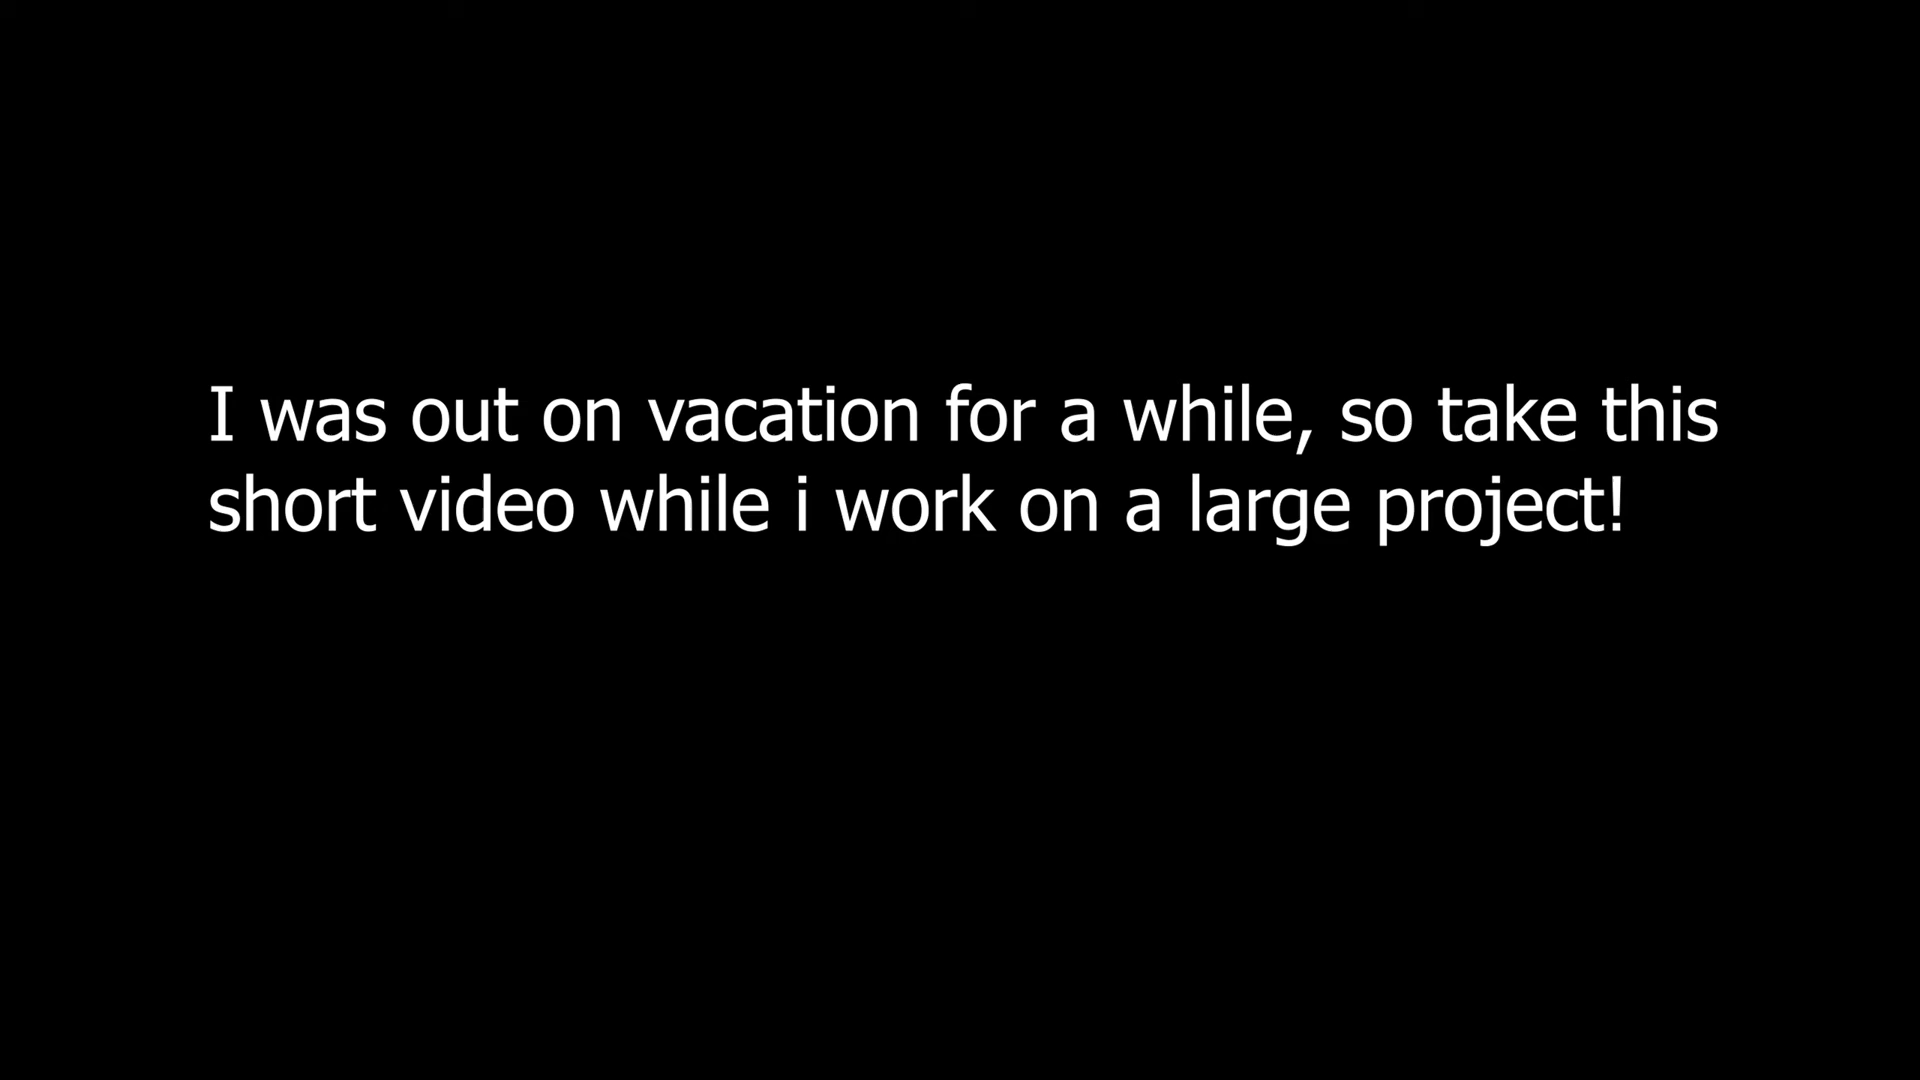 I was out on vacation for a while, so take this
short video while i work on a large project!